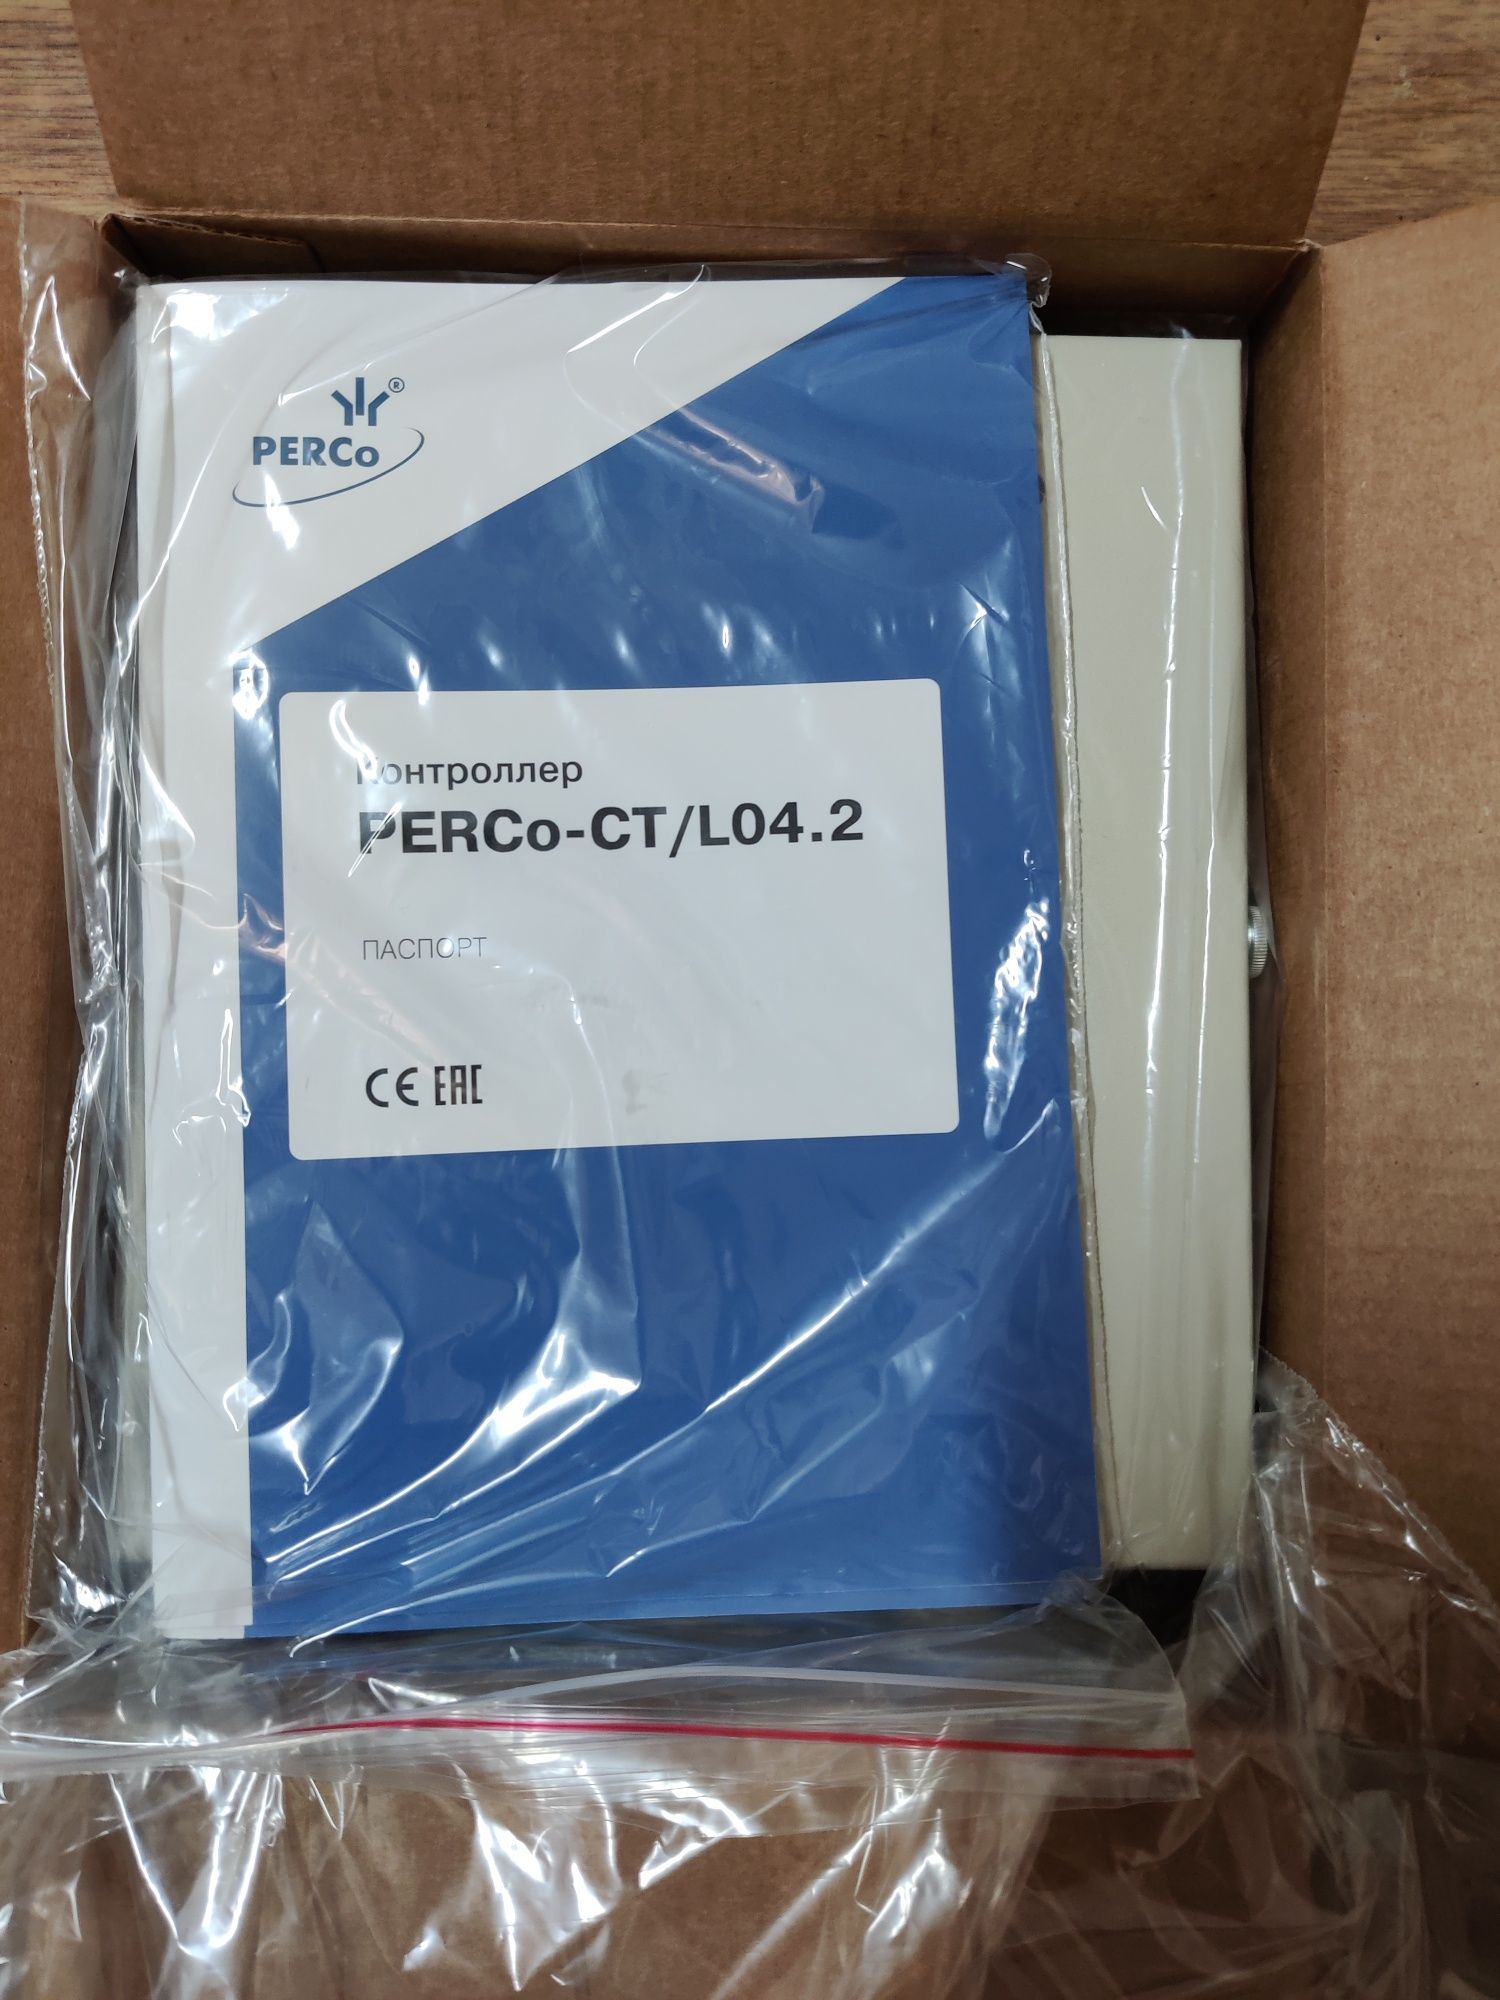 PERCo®
Контроллер
PERCo-CT/L04.2
ПАСПОРТ
CE EAC